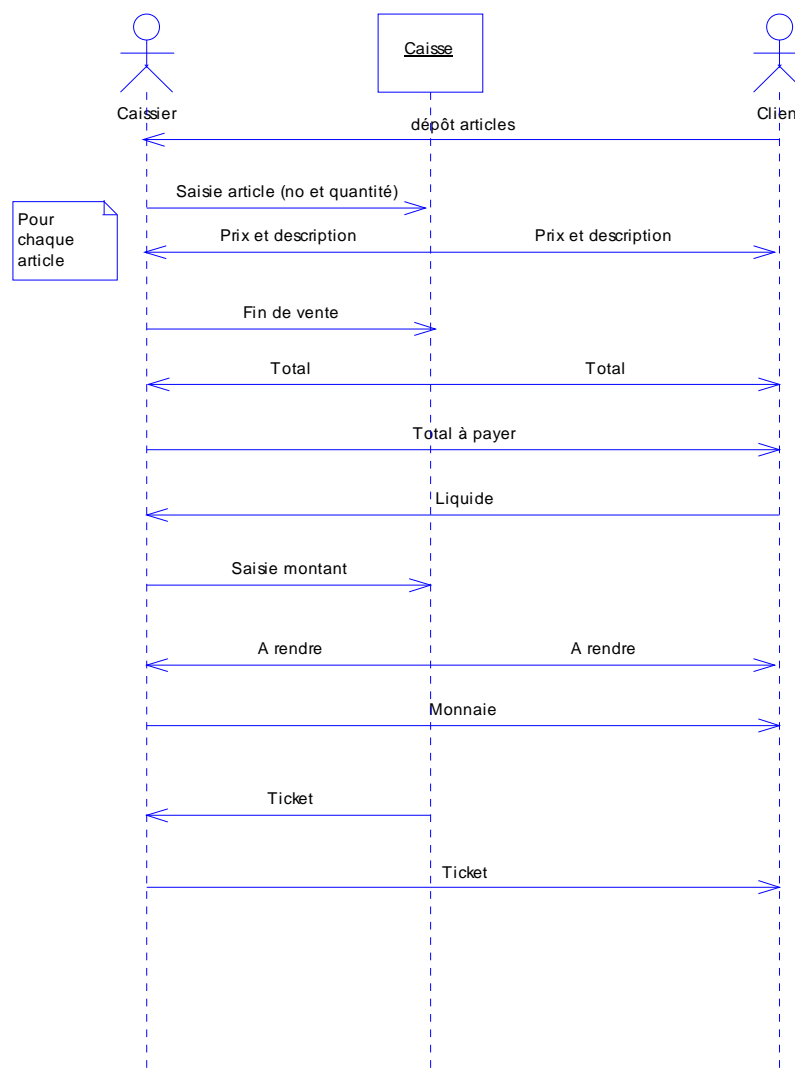 Caisse
Caissier
Clien
dépôt articles
Saisie article (no et quantité)
Pour
chaque
article
Prix et description
Prix et description
Fin de vente
Total
Total
Total à payer
Liquide
Saisie montant
A rendre
A rendre
Monnaie
Ticket
Ticket